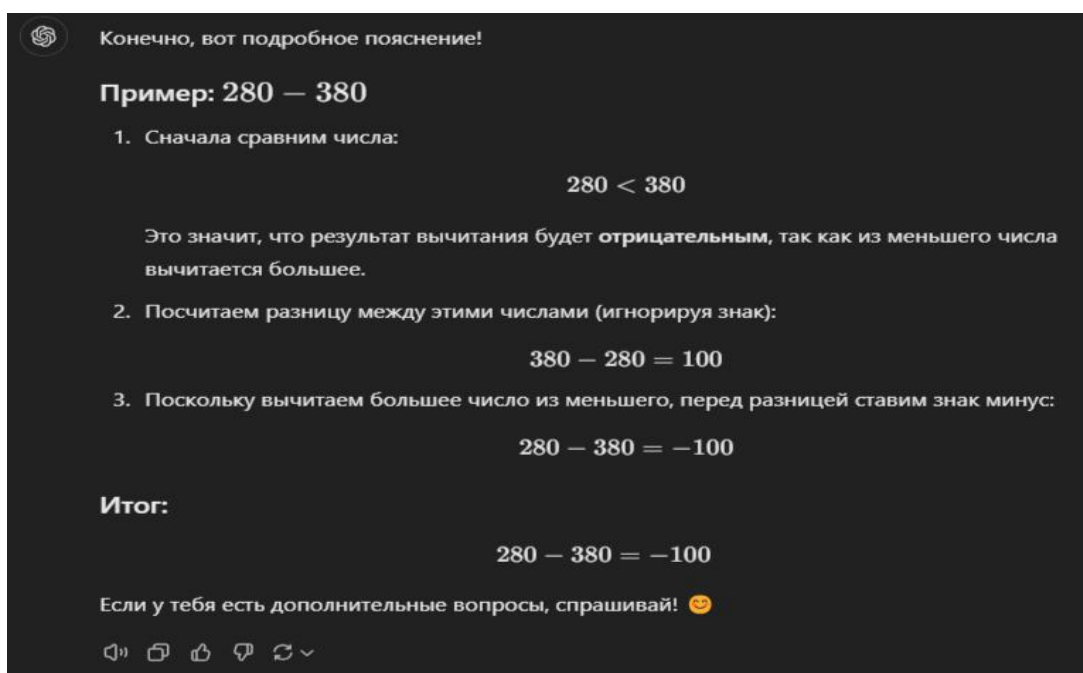 Конечно, вот подробное пояснение!
Пример: 280 − 380
1. Сначала сравним числа:
280 < 380
Это значит, что результат вычитания будет отрицательным, так как из меньшего числа
вычитается большее.
2. Посчитаем разницу между этими числами (игнорируя знак):
380 − 280 = 100
3. Поскольку вычитаем большее число из меньшего, перед разницей ставим знак минус:
280 − 380 = −100
Итог:
280 − 380 = −100
Если у тебя есть дополнительные вопросы, спрашивай! 😊